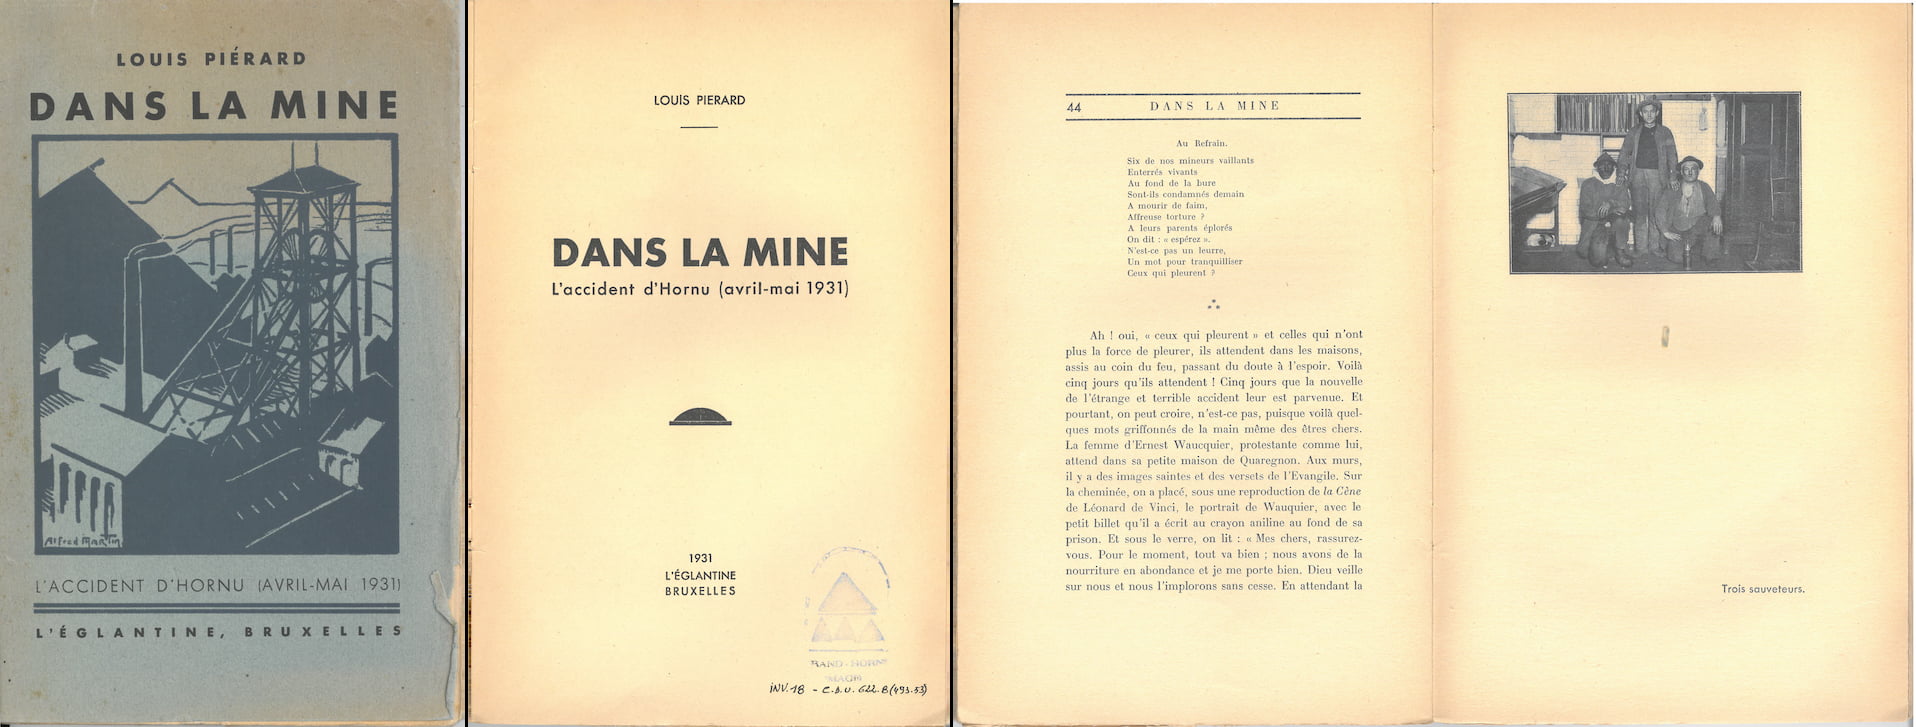 LOUIS PIÉRARD
DANS LA MINE
Alfred MARTIN
L'ACCIDENT D'HORNU (AVRIL-MAI 1931)
L'ÉGLANTINE, BRUXELLES
LOUIS PIERARD
DANS LA MINE
L'accident d'Hornu (avril-mai 1931)
1931
L'ÉGLANTINE
BRUXELLES
RAND-HORN
MAGH
INV. 18 - C.D.U. 622.8(493.53)
44 DANS LA MINE
Au Refrain.
Six de nos mineurs vaillants
Enterrés vivants
Au fond de la bure
Sont-ils condamnés demain
A mourir de faim,
Affreuse torture ?
A leurs parents éplorés
On dit : « espérez ».
N'est-ce pas un leurre,
Un mot pour tranquilliser
Ceux qui pleurent ?
Ah ! oui, « ceux qui pleurent » et celles qui n'ont
plus la force de pleurer, ils attendent dans les maisons,
assis au coin du feu, passant du doute à l'espoir. Voilà
cinq jours qu'ils attendent ! Cinq jours que la nouvelle
de l'étrange et terrible accident leur est parvenue. Et
pourtant, on peut croire, n'est-ce pas, puisque voilà quel-
ques mots griffonnés de la main même des êtres chers.
La femme d'Ernest Waucquier, protestante comme lui,
attend dans sa petite maison de Quaregnon. Aux murs,
il y a des images saintes et des versets de l'Evangile. Sur
la cheminée, on a placé, sous une reproduction de la Cène
de Léonard de Vinci, le portrait de Wauquier, avec le
petit billet qu'il a écrit au crayon aniline au fond de sa
prison. Et sous le verre, on lit : « Mes chers, rassurez-
vous. Pour le moment, tout va bien ; nous avons de la
nourriture en abondance et je me porte bien. Dieu veille
sur nous et nous l'implorons sans cesse. En attendant la
Trois sauveteurs.